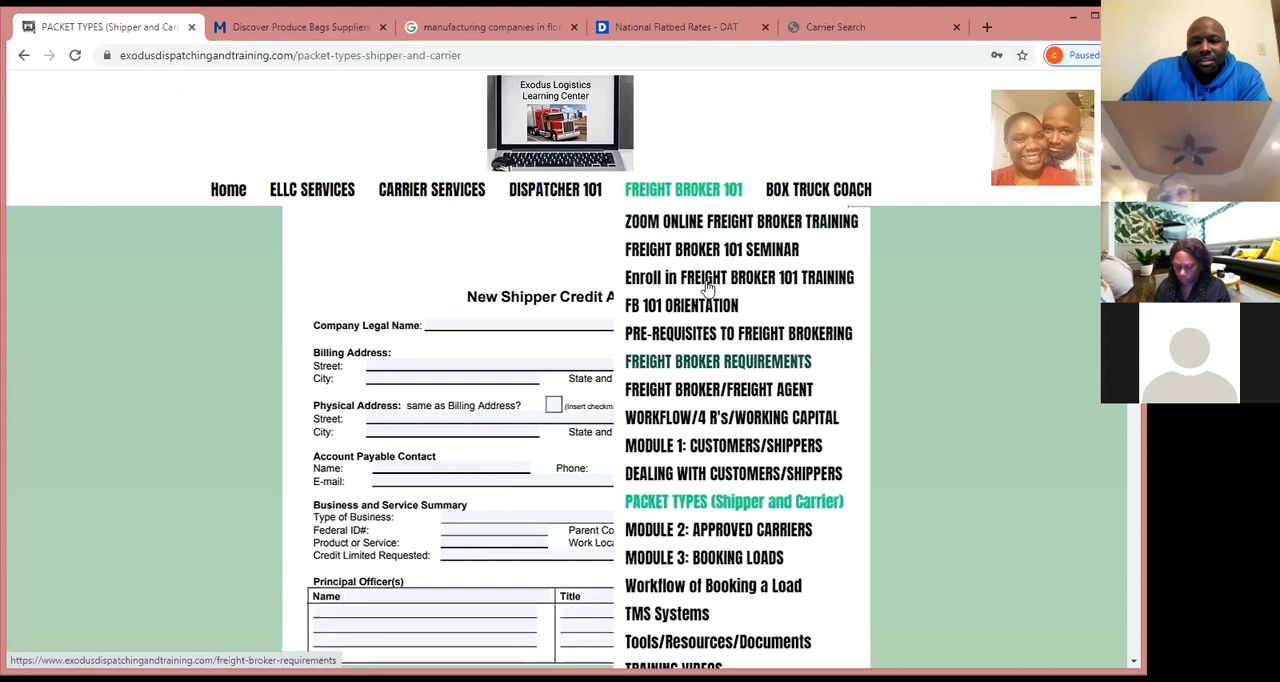 PACKET TYPES (Shipper and Carr
Discover Produce Bags Suppliers
manufacturing companies in flor
National Flatbed Rates - DAT
Carrier Search
exodusdispatchingandtraining.com/packet-types-shipper-and-carrier
Paused
Exodus Logistics
Learning Center
Home
ELLC SERVICES
CARRIER SERVICES
DISPATCHER 101
FREIGHT BROKER 101
BOX TRUCK COACH
ZOOM ONLINE FREIGHT BROKER TRAINING
FREIGHT BROKER 101 SEMINAR
Enroll in FREIGHT BROKER 101 TRAINING
FB 101 ORIENTATION
PRE-REQUISITES TO FREIGHT BROKERING
FREIGHT BROKER REQUIREMENTS
FREIGHT BROKER/FREIGHT AGENT
WORKFLOW/4 R's/WORKING CAPITAL
MODULE 1: CUSTOMERS/SHIPPERS
DEALING WITH CUSTOMERS/SHIPPERS
PACKET TYPES (Shipper and Carrier)
MODULE 2: APPROVED CARRIERS
MODULE 3: BOOKING LOADS
Workflow of Booking a Load
TMS Systems
Tools/Resources/Documents
TRAINING VIDEOS
New Shipper Credit A
Company Legal Name:
Billing Address:
Street:
City:
State and
Physical Address: same as Billing Address?
(Insert checkma
Street:
City:
State and
Account Payable Contact
Name:
Phone:
E-mail:
Business and Service Summary
Type of Business:
Federal ID#:
Parent Co
Product or Service:
Work Loca
Credit Limited Requested:
Principal Officer(s)
Name
Title
https://www.exodusdispatchingandtraining.com/freight-broker-requirements